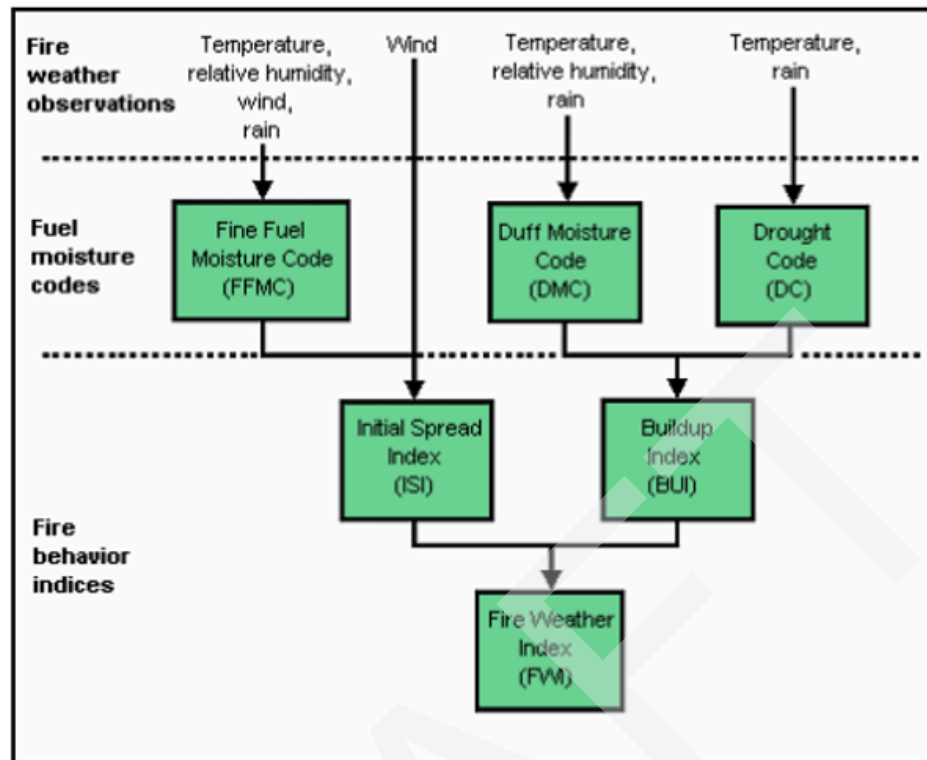 Fire
weather
observations
Temperature,
relative humidity,
wind,
rain
Wind
Temperature,
relative humidity,
rain
Temperature,
rain
Fuel
moisture
codes
Fine Fuel
Moisture Code
(FFMC)
Duff Moisture
Code
(DMC)
Drought
Code
(DC)
Fire
behavior
indices
Initial Spread
Index
(ISI)
Buildup
Index
(BUI)
Fire Weather
Index
(FWI)